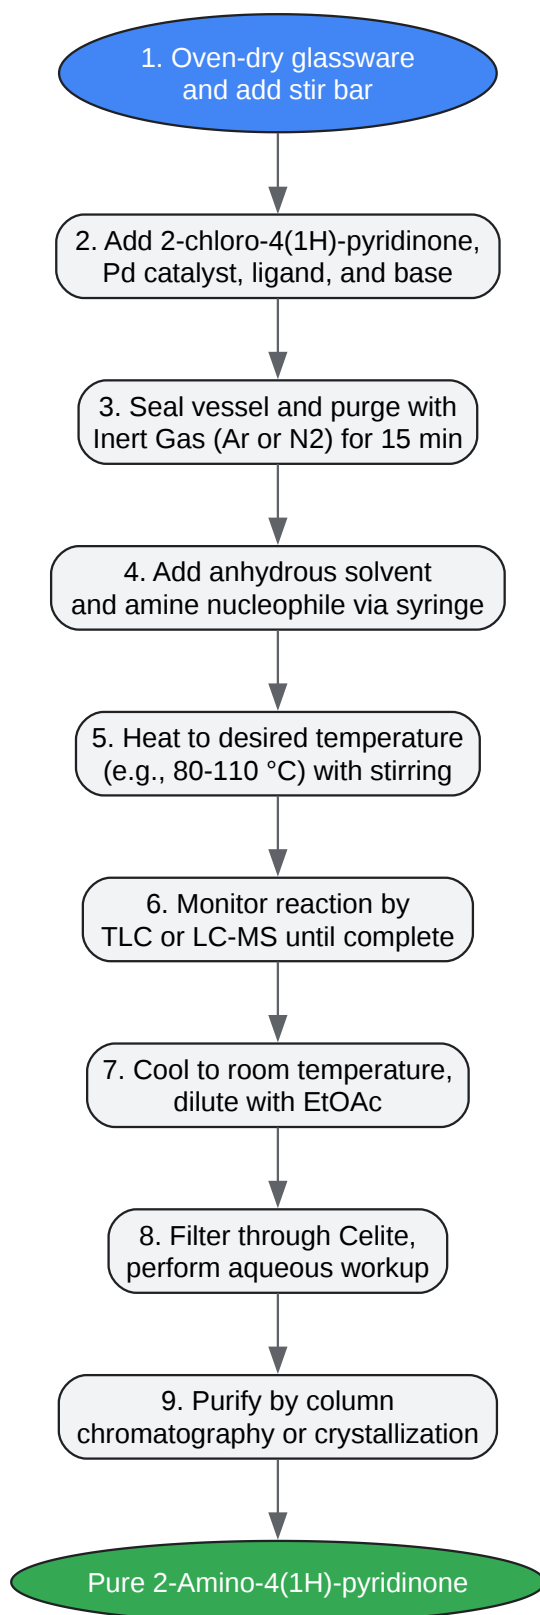 1. Oven-dry glassware
and add stir bar
2. Add 2-chloro-4(1H)-pyridinone,
Pd catalyst, ligand, and base
3. Seal vessel and purge with
Inert Gas (Ar or N2) for 15 min
4. Add anhydrous solvent
and amine nucleophile via syringe
5. Heat to desired temperature
(e.g., 80-110 °C) with stirring
6. Monitor reaction by
TLC or LC-MS until complete
7. Cool to room temperature,
dilute with EtOAc
8. Filter through Celite,
perform aqueous workup
9. Purify by column
chromatography or crystallization
Pure 2-Amino-4(1H)-pyridinone